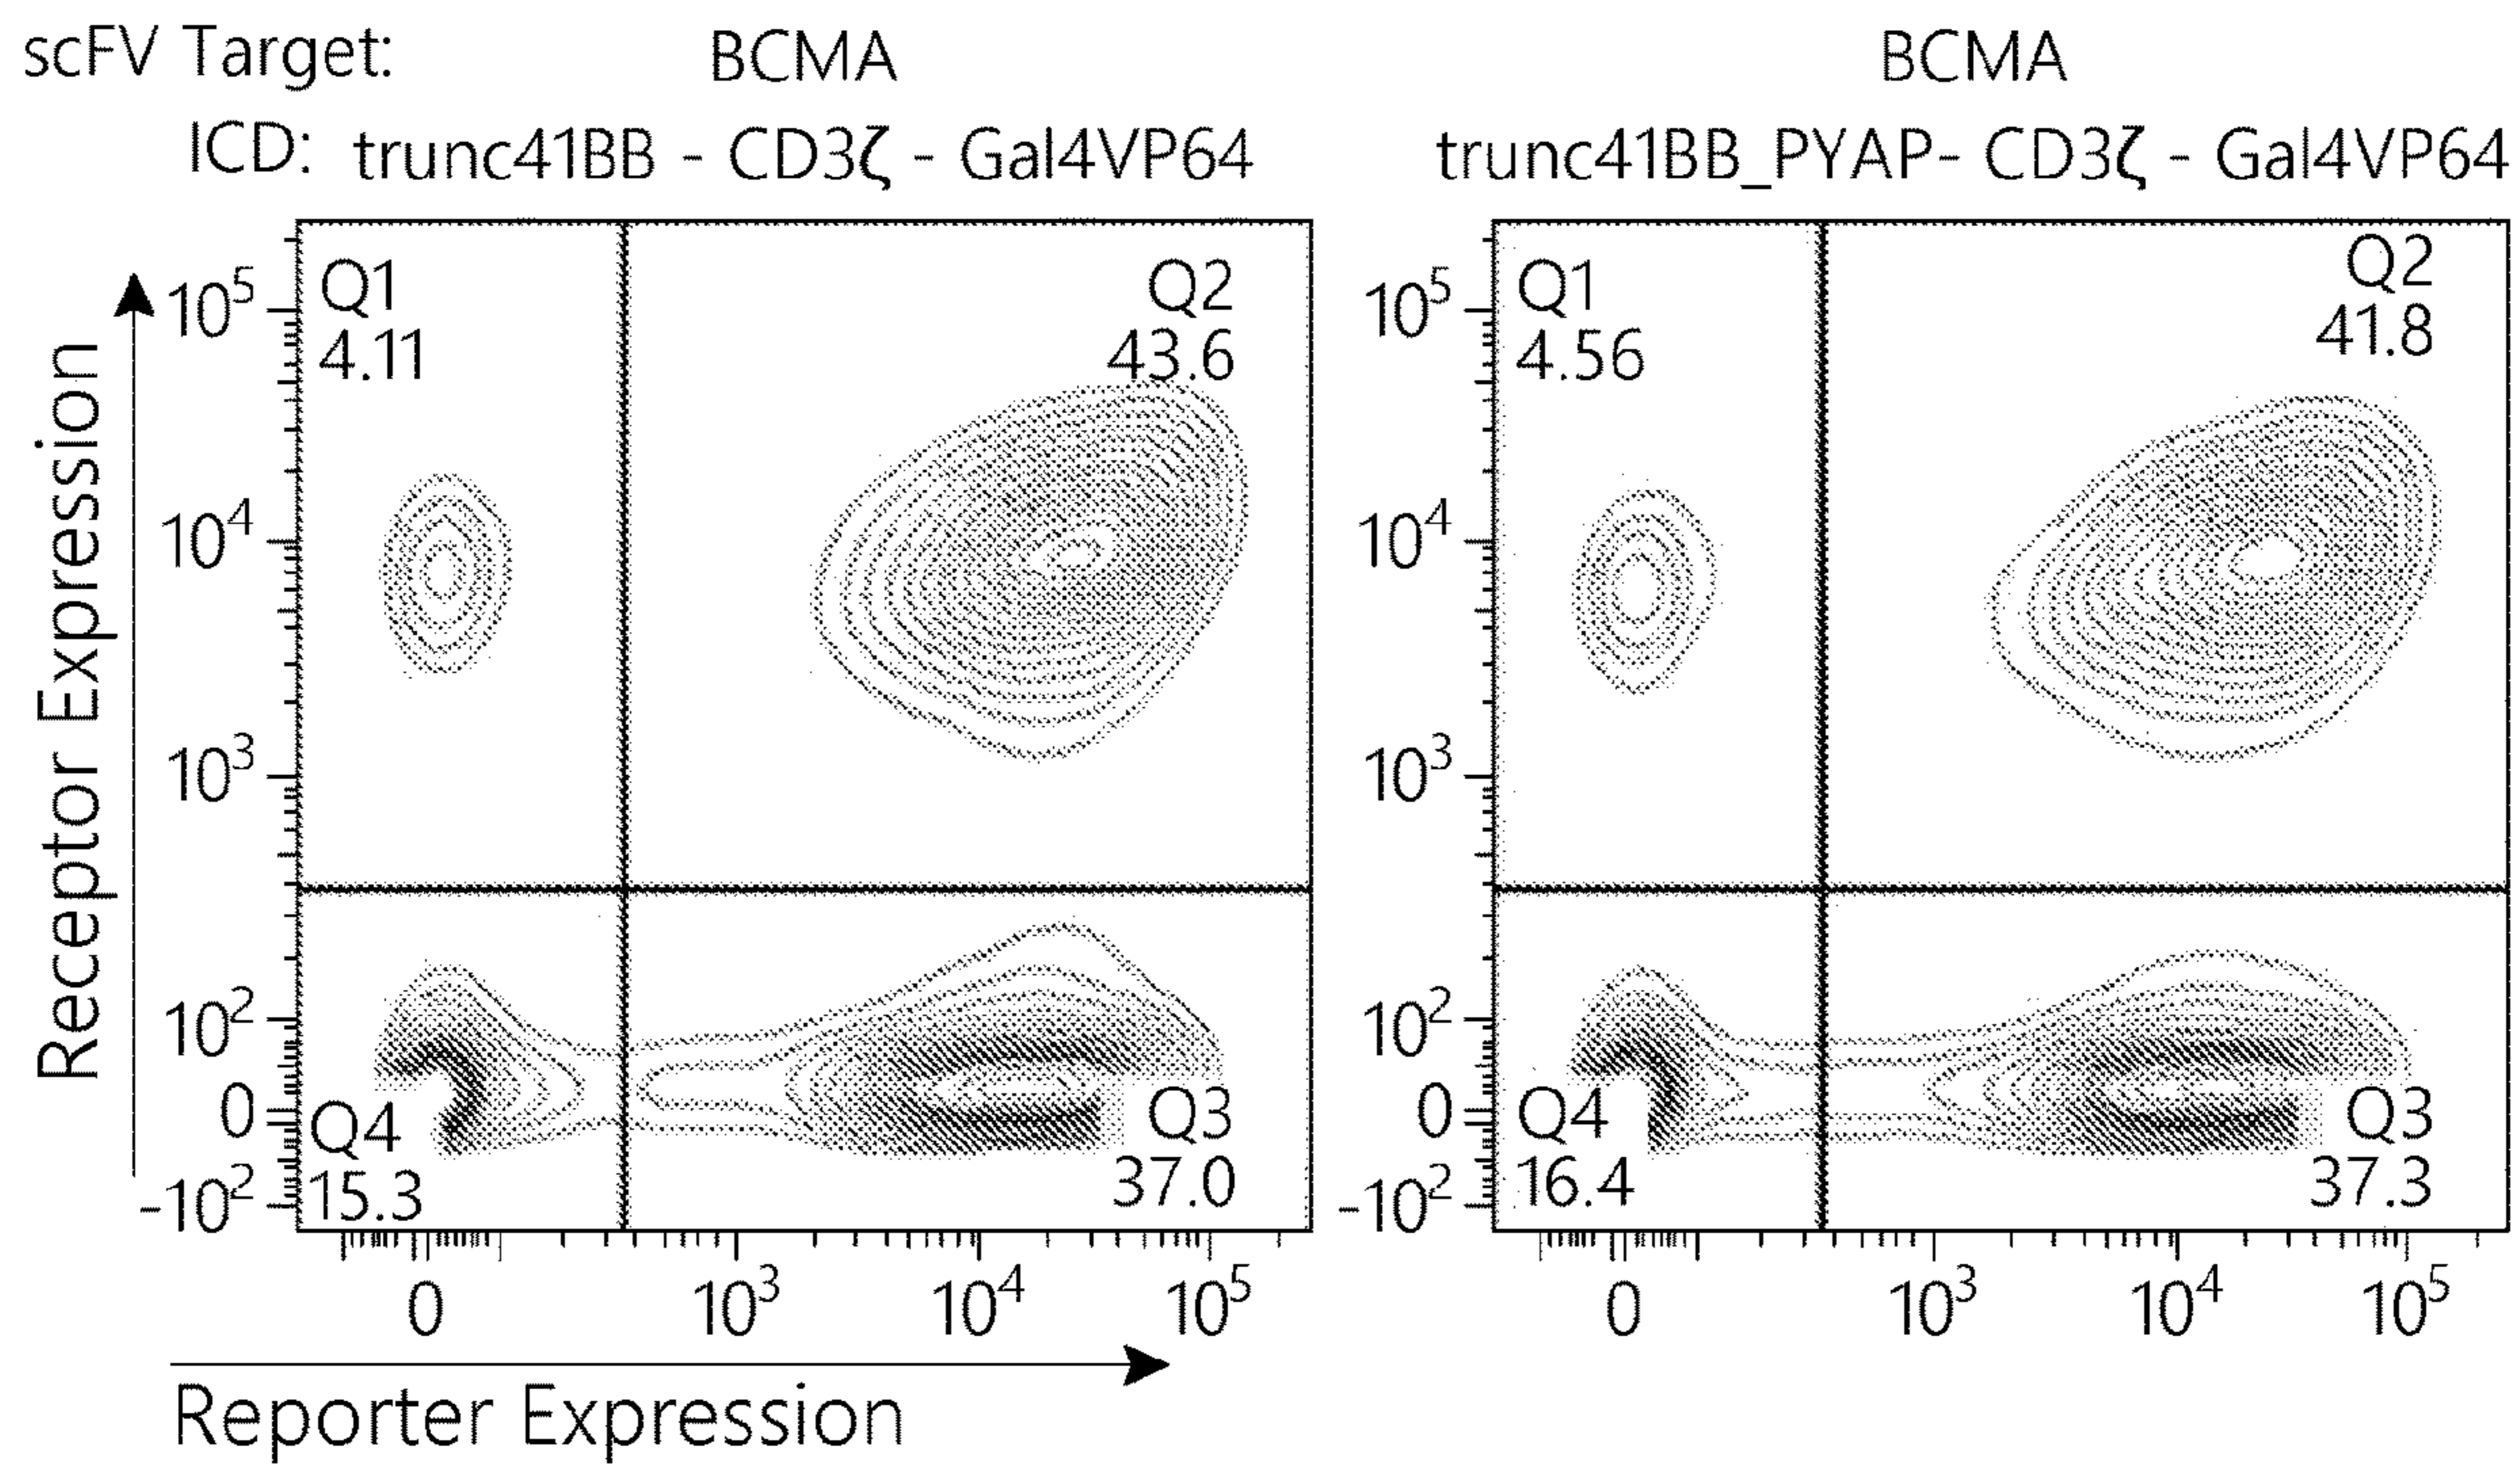 scFV Target: BCMA BCMA
ICD: trunc41BB - CD3ζ - Gal4VP64 trunc41BB_PYAP- CD3ζ - Gal4VP64
Receptor Expression
10^5
10^4
10^3
10^2
0
-10^2
Q1
4.11
Q2
43.6
Q4
15.3
Q3
37.0
0 10^3 10^4 10^5
10^5
10^4
10^3
10^2
0
-10^2
Q1
4.56
Q2
41.8
Q4
16.4
Q3
37.3
0 10^3 10^4 10^5
Reporter Expression